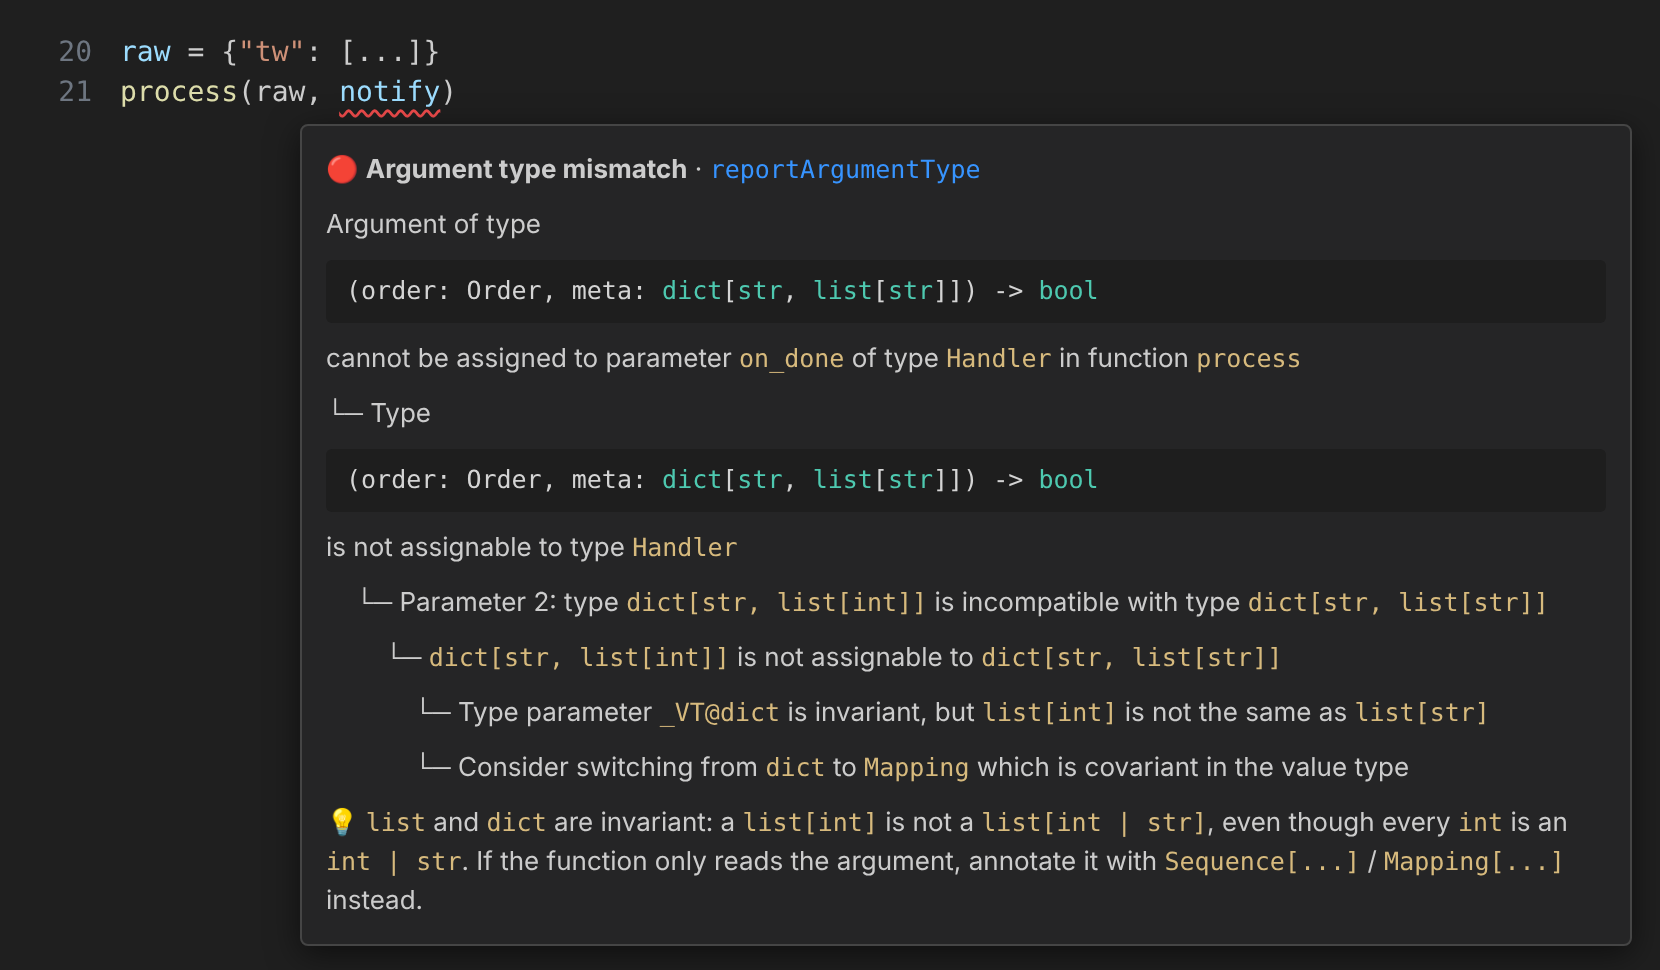 20 raw = {"tw": [...]}
21 process(raw, notify)
🔴 Argument type mismatch · reportArgumentType
Argument of type
(order: Order, meta: dict[str, list[str]]) -> bool
cannot be assigned to parameter on_done of type Handler in function process
└─ Type
(order: Order, meta: dict[str, list[str]]) -> bool
is not assignable to type Handler
└─ Parameter 2: type dict[str, list[int]] is incompatible with type dict[str, list[str]]
└─ dict[str, list[int]] is not assignable to dict[str, list[str]]
└─ Type parameter _VT@dict is invariant, but list[int] is not the same as list[str]
└─ Consider switching from dict to Mapping which is covariant in the value type
💡 list and dict are invariant: a list[int] is not a list[int | str], even though every int is an
int | str. If the function only reads the argument, annotate it with Sequence[...] / Mapping[...]
instead.